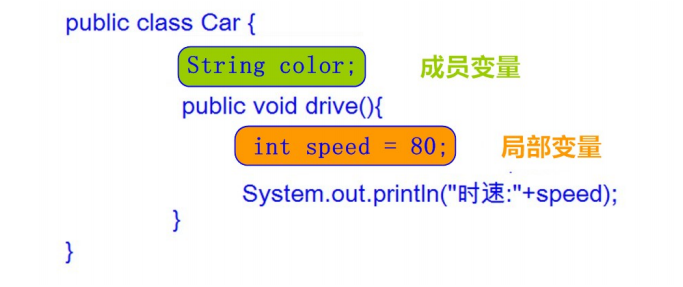 public class Car {
String color; 成员变量
public void drive(){
int speed = 80; 局部变量
System.out.println("时速:"+speed);
}
}